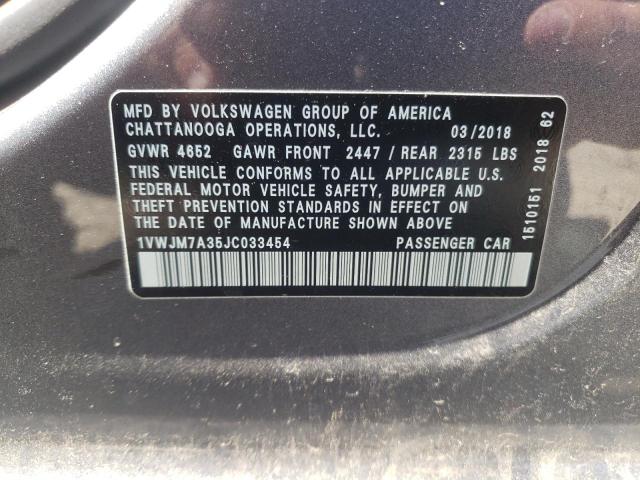 MFD BY VOLKSWAGEN GROUP OF AMERICA
CHATTANOOGA OPERATIONS, LLC. 03/2018
GVWR 4652 GAWR FRONT 2447 / REAR 2315 LBS
THIS VEHICLE CONFORMS TO ALL APPLICABLE U.S.
FEDERAL MOTOR VEHICLE SAFETY, BUMPER AND
THEFT PREVENTION STANDARDS IN EFFECT ON
THE DATE OF MANUFACTURE SHOWN ABOVE
1VWJM7A35JC033454 PASSENGER CAR
1510151 2018 62